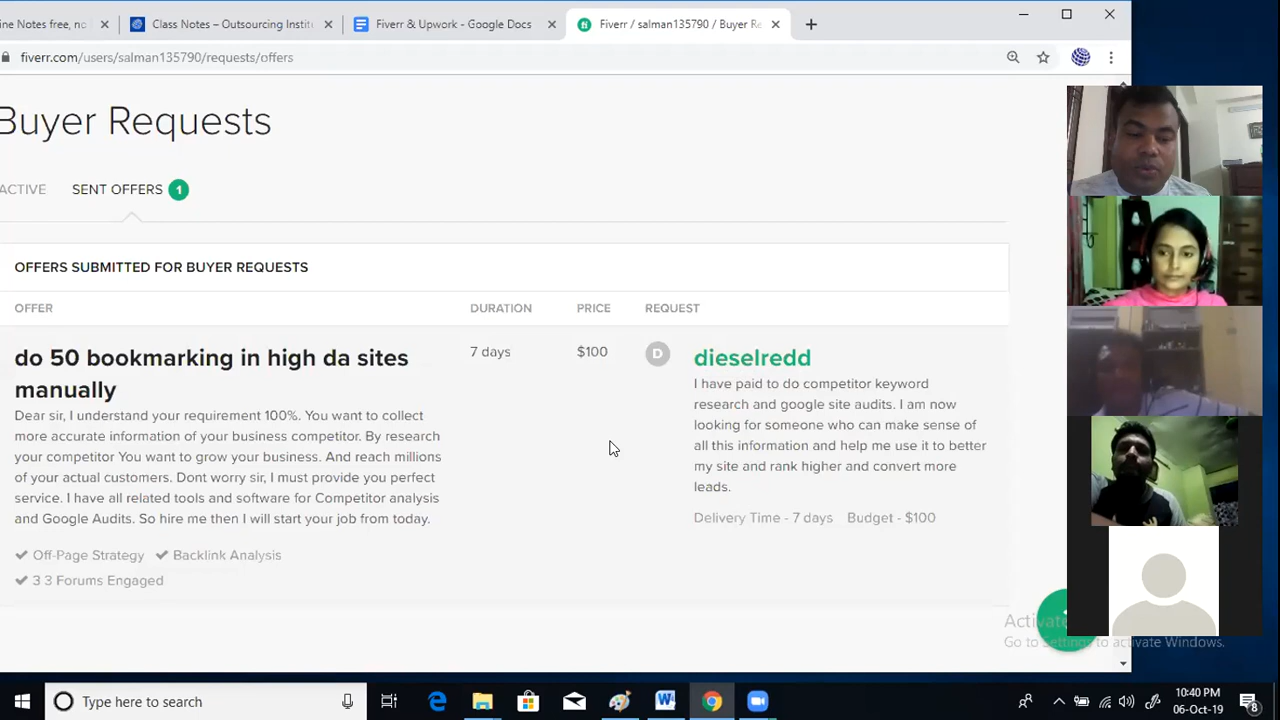 ine Notes free, no
Class Notes – Outsourcing Instit
Fiverr & Upwork - Google Docs
Fiverr / salman135790 / Buyer Re
fiverr.com/users/salman135790/requests/offers
Buyer Requests
ACTIVE
SENT OFFERS 1
OFFERS SUBMITTED FOR BUYER REQUESTS
OFFER DURATION PRICE REQUEST
do 50 bookmarking in high da sites
manually
Dear sir, I understand your requirement 100%. You want to collect
more accurate information of your business competitor. By research
your competitor You want to grow your business. And reach millions
of your actual customers. Dont worry sir, I must provide you perfect
service. I have all related tools and software for Competitor analysis
and Google Audits. So hire me then I will start your job from today.
Off-Page Strategy Backlink Analysis
3 3 Forums Engaged
7 days
$100
D
dieselredd
I have paid to do competitor keyword
research and google site audits. I am now
looking for someone who can make sense of
all this information and help me use it to better
my site and rank higher and convert more
leads.
Delivery Time - 7 days Budget - $100
Activate
Go to Settings to activate Windows.
Type here to search
10:40 PM
06-Oct-19
8